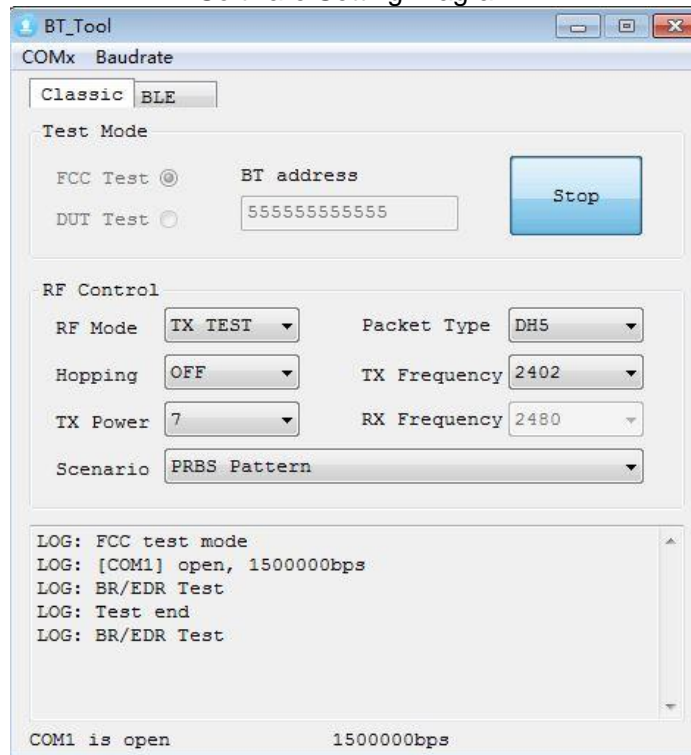 BT_Tool
COMx Baudrate
Classic BLE
Test Mode
FCC Test BT address
Stop
DUT Test 555555555555
RF Control
RF Mode TX TEST Packet Type DH5
Hopping OFF TX Frequency 2402
TX Power 7 RX Frequency 2480
Scenario PRBS Pattern
LOG: FCC test mode
LOG: [COM1] open, 1500000bps
LOG: BR/EDR Test
LOG: Test end
LOG: BR/EDR Test
COM1 is open 1500000bps